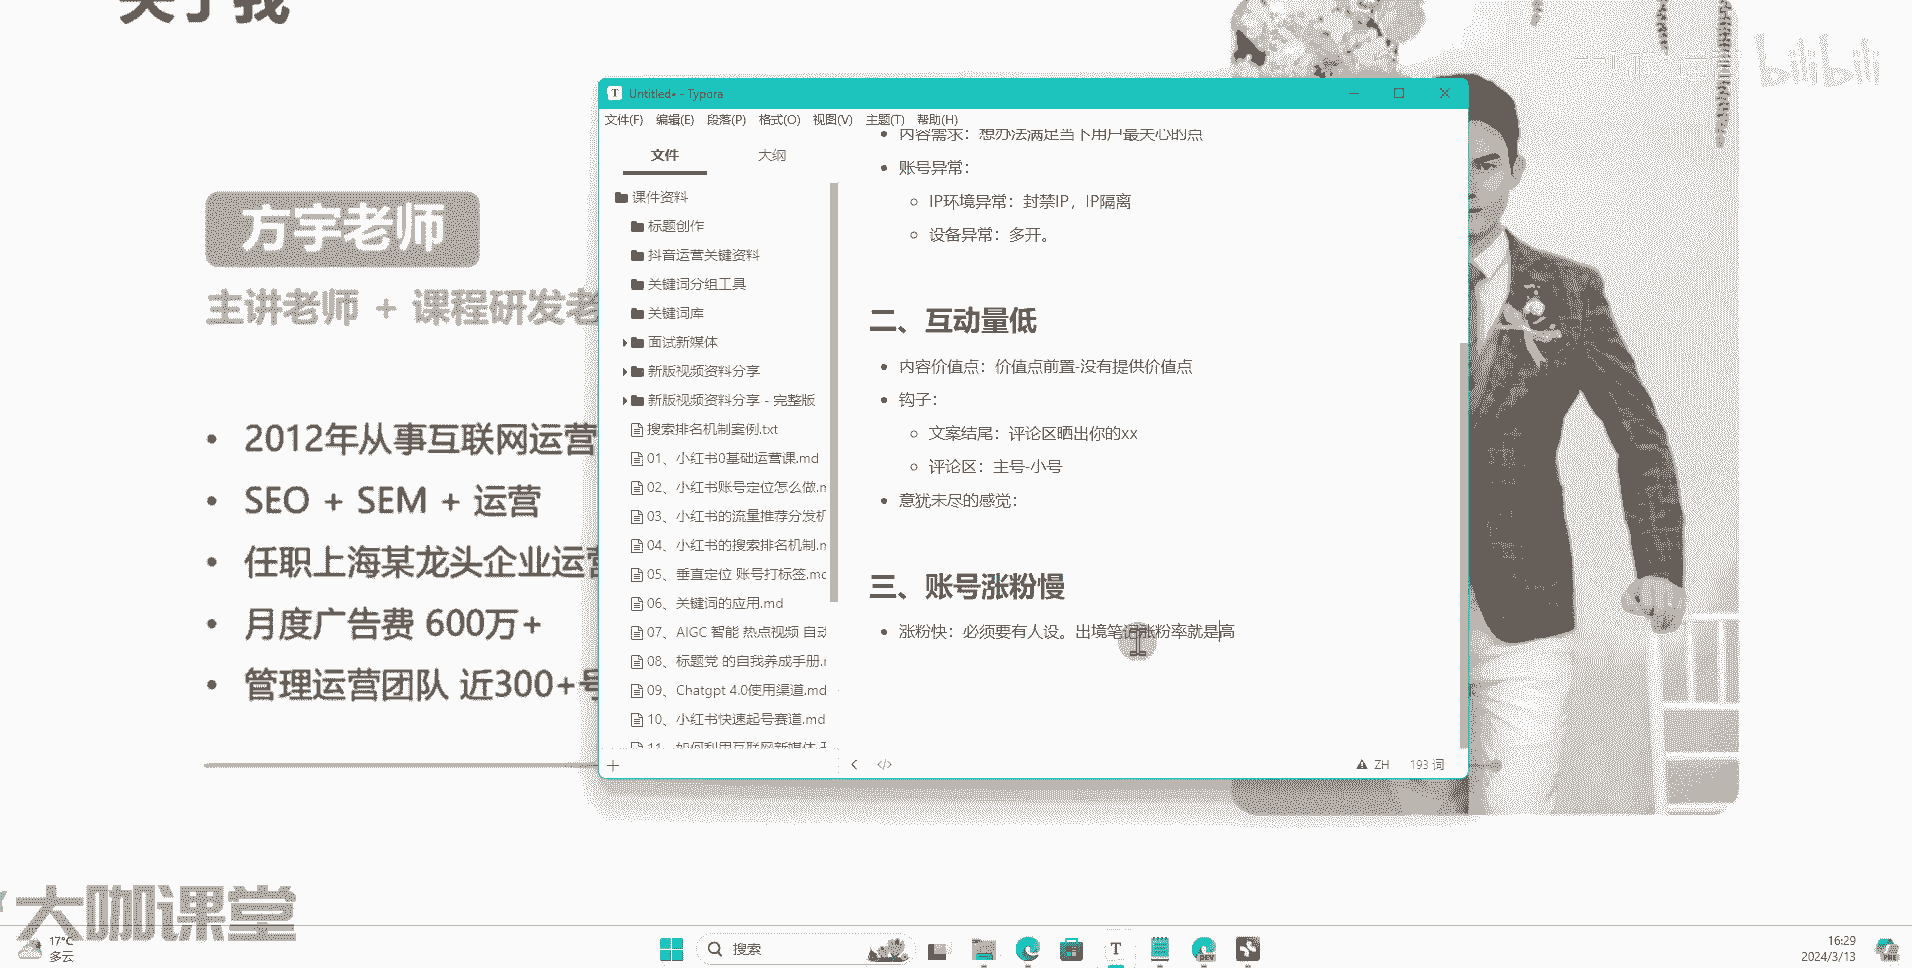 关于我
bilibili
方宇老师
主讲老师 + 课程研发老
2012年从事互联网运营
SEO + SEM + 运营
任职上海某龙头企业运营
月度广告费 600万+
管理运营团队 近300+号
Untitled• - Typora
文件(F) 编辑(E) 段落(P) 格式(O) 视图(V) 主题(T) 帮助(H)
文件 大纲
课件资料
标题创作
抖音运营关键资料
关键词分组工具
关键词库
面试新媒体
新版视频资料分享
新版视频资料分享 - 完整版
搜索排名机制案例.txt
01、小红书0基础运营课.md
02、小红书账号定位怎么做.m
03、小红书的流量推荐分发机
04、小红书的搜索排名机制.m
05、垂直定位 账号打标签.md
06、关键词的应用.md
07、AIGC 智能 热点视频 自动
08、标题党 的自我养成手册.m
09、Chatgpt 4.0使用渠道.md
10、小红书快速起号赛道.md
11、如何利用互联网新媒体
内容需求：想办法满足当下用户最关心的点
账号异常：
IP环境异常：封禁IP，IP隔离
设备异常：多开。
二、互动量低
内容价值点：价值点前置-没有提供价值点
钩子：
文案结尾：评论区晒出你的xx
评论区：主号-小号
意犹未尽的感觉：
三、账号涨粉慢
涨粉快：必须要有人设。出境笔记涨粉率就是高
ZH 193 词
大咖课堂
17°C
多云
搜索
T
DEV
16:29
2024/3/13
PRE